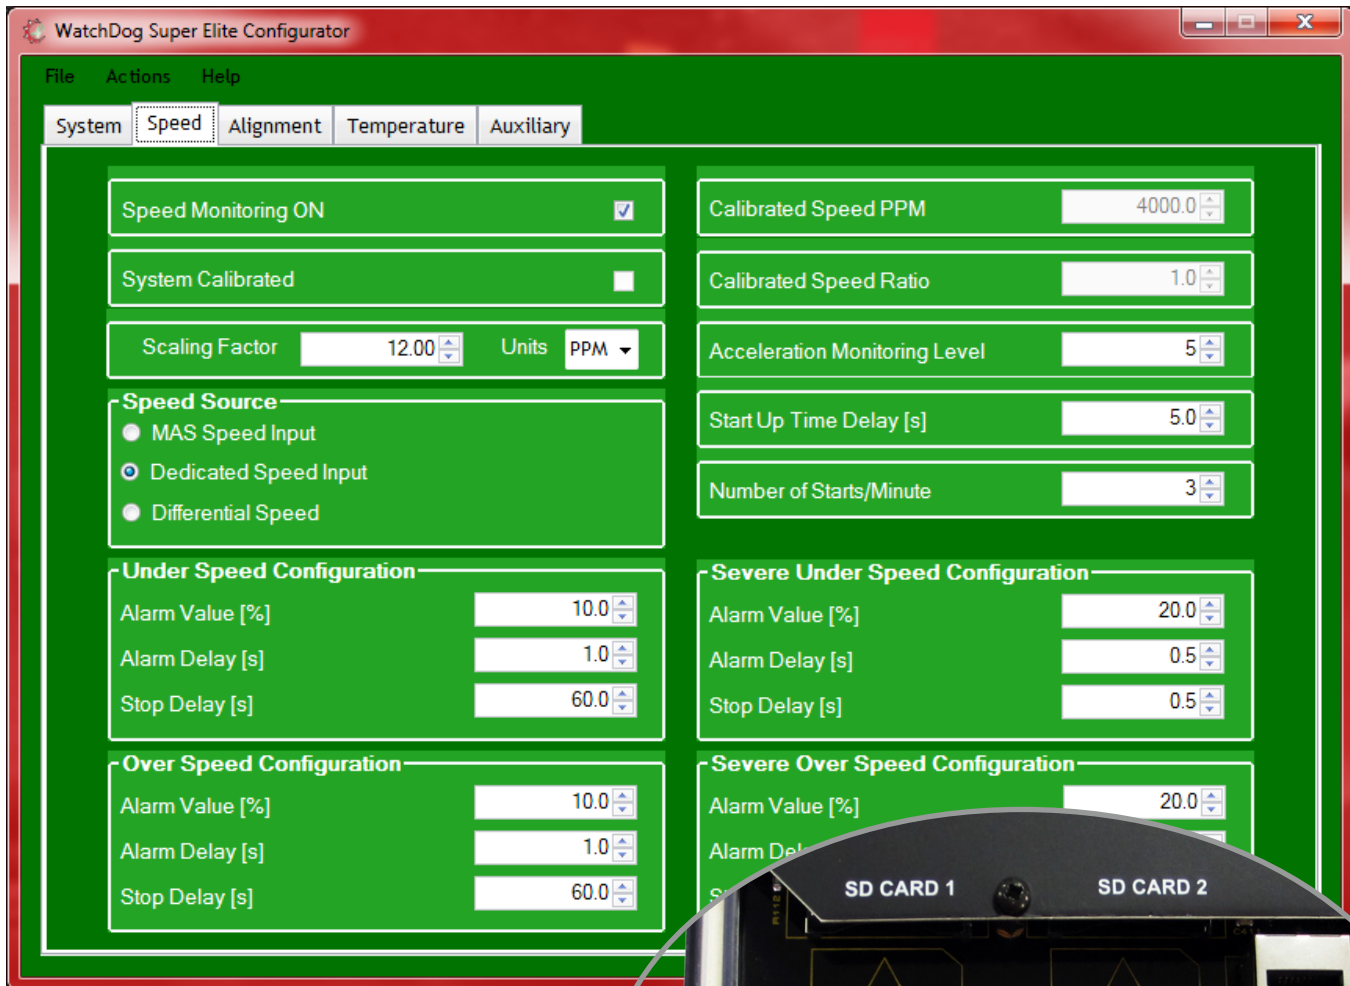 WatchDog Super Elite Configurator
File Actions Help
System Speed Alignment Temperature Auxiliary
Speed Monitoring ON
System Calibrated
Scaling Factor 12.00 Units PPM
Speed Source
MAS Speed Input
Dedicated Speed Input
Differential Speed
Calibrated Speed PPM 4000.0
Calibrated Speed Ratio 1.0
Acceleration Monitoring Level 5
Start Up Time Delay [s] 5.0
Number of Starts/Minute 3
Under Speed Configuration
Alarm Value [%] 10.0
Alarm Delay [s] 1.0
Stop Delay [s] 60.0
Severe Under Speed Configuration
Alarm Value [%] 20.0
Alarm Delay [s] 0.5
Stop Delay [s] 0.5
Over Speed Configuration
Alarm Value [%] 10.0
Alarm Delay [s] 1.0
Stop Delay [s] 60.0
Severe Over Speed Configuration
Alarm Value [%] 20.0
Alarm
SD CARD 1
SD CARD 2
R112